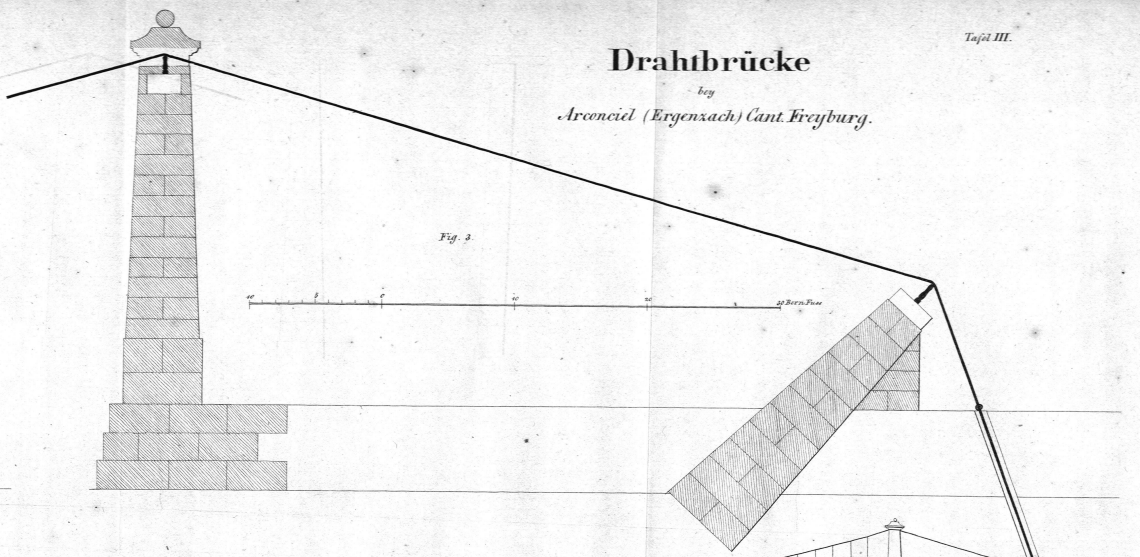 Tafel III.
Drahtbrücke
bey
Arconciel (Ergenzach) Cant. Freyburg.
Fig. 3.
10 5 0 10 20 30 Bern.Fuss